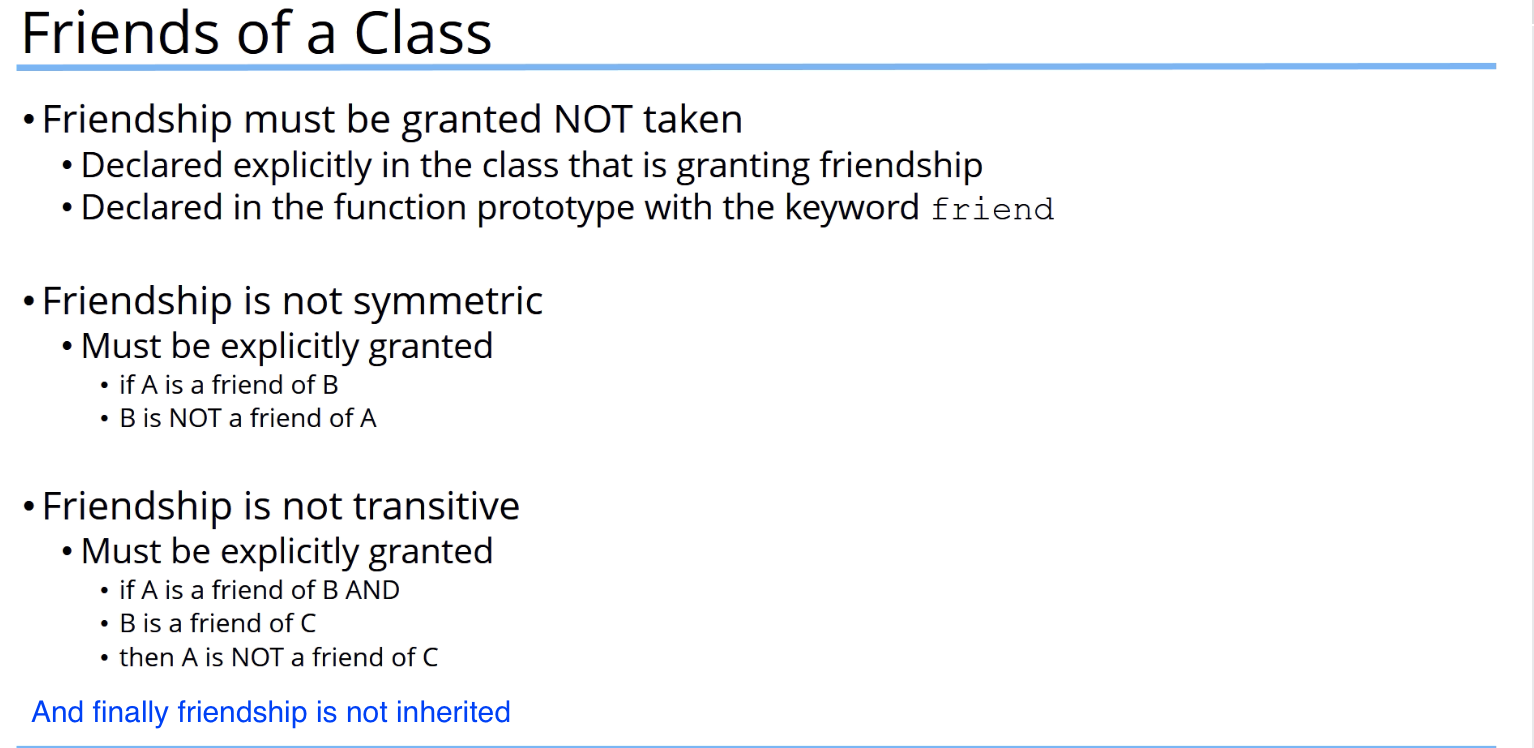 Friends of a Class
• Friendship must be granted NOT taken
• Declared explicitly in the class that is granting friendship
• Declared in the function prototype with the keyword friend
• Friendship is not symmetric
• Must be explicitly granted
• if A is a friend of B
• B is NOT a friend of A
• Friendship is not transitive
• Must be explicitly granted
• if A is a friend of B AND
• B is a friend of C
• then A is NOT a friend of C
And finally friendship is not inherited